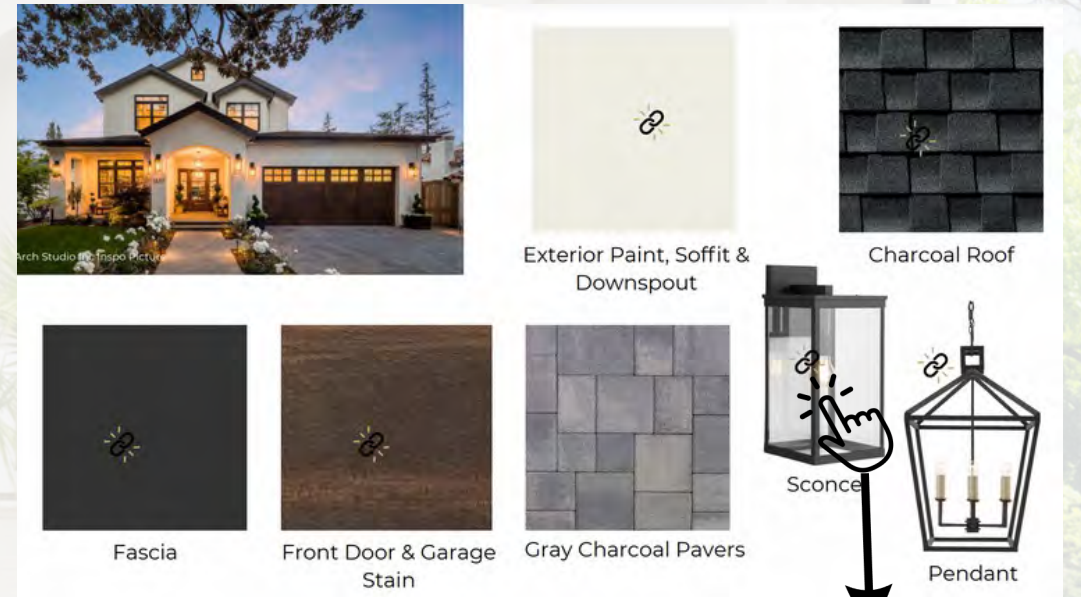 Arch Studio Inc Inspo Picture
Exterior Paint, Soffit &
Downspout
Charcoal Roof
Fascia
Front Door & Garage
Stain
Gray Charcoal Pavers
Sconce
Pendant